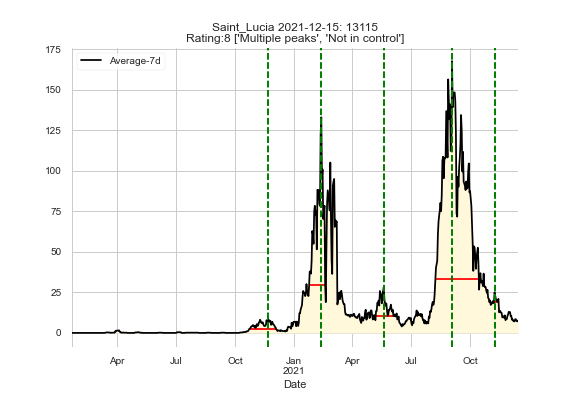 Saint_Lucia 2021-12-15: 13115
Rating:8 ['Multiple peaks', 'Not in control']
Average-7d
175
150
125
100
75
50
25
0
Apr
Jul
Oct
Jan
2021
Apr
Jul
Oct
Date